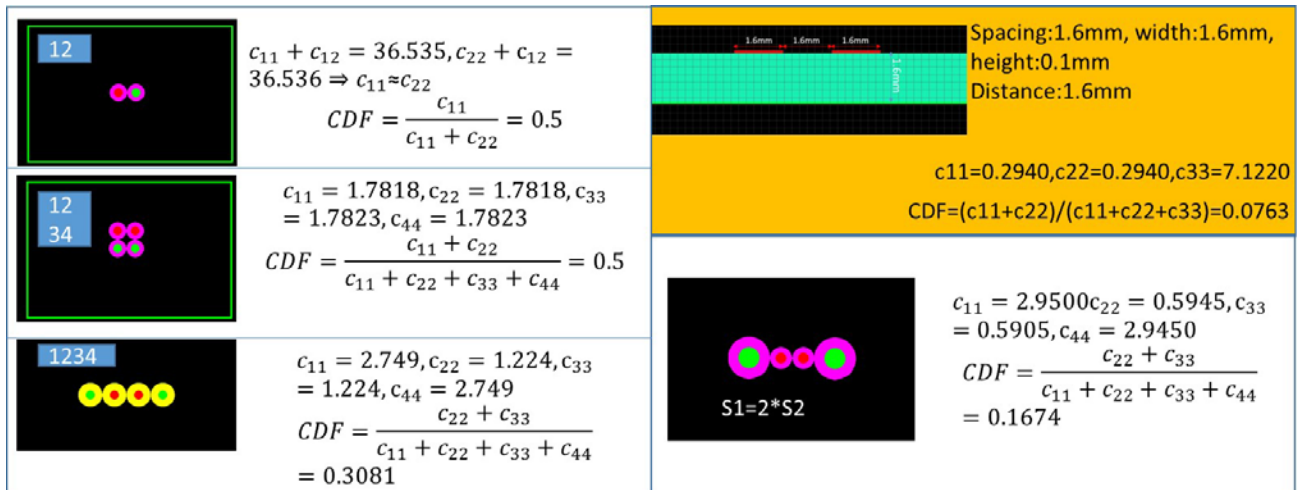 12
c₁₁ + c₁₂ = 36.535, c₂₂ + c₁₂ =
36.536 ⇒ c₁₁≈c₂₂
CDF = c₁₁ / (c₁₁ + c₂₂) = 0.5
12
34
c₁₁ = 1.7818, c₂₂ = 1.7818, c₃₃
= 1.7823, c₄₄ = 1.7823
CDF = (c₁₁ + c₂₂) / (c₁₁ + c₂₂ + c₃₃ + c₄₄) = 0.5
1234
c₁₁ = 2.749, c₂₂ = 1.224, c₃₃
= 1.224, c₄₄ = 2.749
CDF = (c₂₂ + c₃₃) / (c₁₁ + c₂₂ + c₃₃ + c₄₄)
= 0.3081
1.6mm 1.6mm 1.6mm
1.6mm
Spacing:1.6mm, width:1.6mm,
height:0.1mm
Distance:1.6mm
c11=0.2940,c22=0.2940,c33=7.1220
CDF=(c11+c22)/(c11+c22+c33)=0.0763
S1=2*S2
c₁₁ = 2.9500c₂₂ = 0.5945, c₃₃
= 0.5905, c₄₄ = 2.9450
CDF = (c₂₂ + c₃₃) / (c₁₁ + c₂₂ + c₃₃ + c₄₄)
= 0.1674